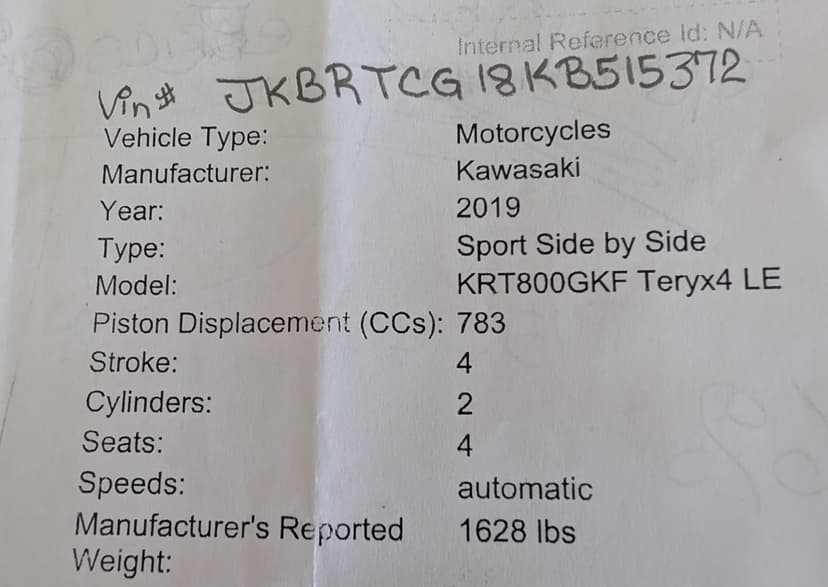 Internal Reference Id: N/A
Vin# JKBRTCG18KB515372
Vehicle Type: Motorcycles
Manufacturer: Kawasaki
Year: 2019
Type: Sport Side by Side
Model: KRT800GKF Teryx4 LE
Piston Displacement (CCs): 783
Stroke: 4
Cylinders: 2
Seats: 4
Speeds: automatic
Manufacturer's Reported 1628 lbs
Weight: